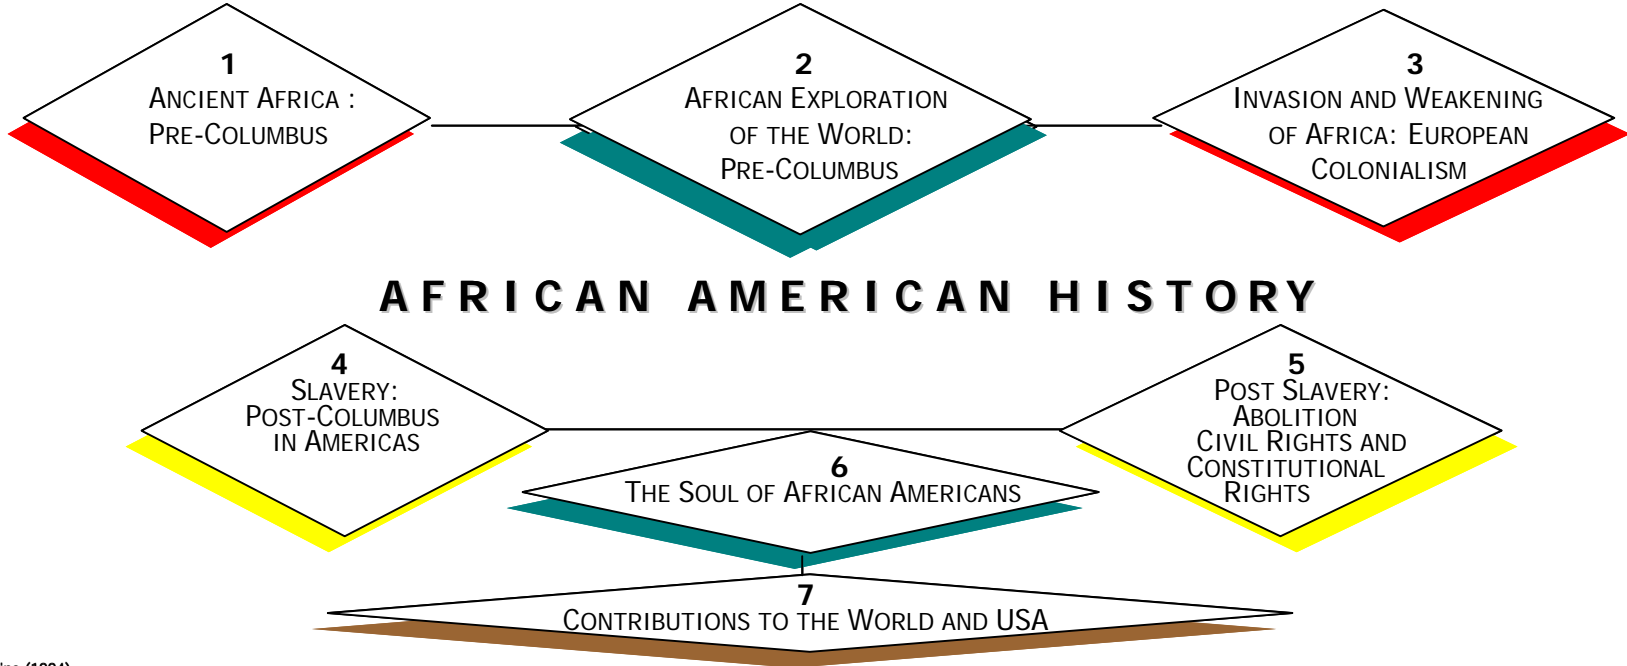 1
ANCIENT AFRICA :
PRE-COLUMBUS
2
AFRICAN EXPLORATION
OF THE WORLD:
PRE-COLUMBUS
3
INVASION AND WEAKENING
OF AFRICA: EUROPEAN
COLONIALISM
AFRICAN AMERICAN HISTORY
4
SLAVERY:
POST-COLUMBUS
IN AMERICAS
5
POST SLAVERY:
ABOLITION
CIVIL RIGHTS AND
CONSTITUTIONAL
RIGHTS
6
THE SOUL OF AFRICAN AMERICANS
7
CONTRIBUTIONS TO THE WORLD AND USA
(1994)